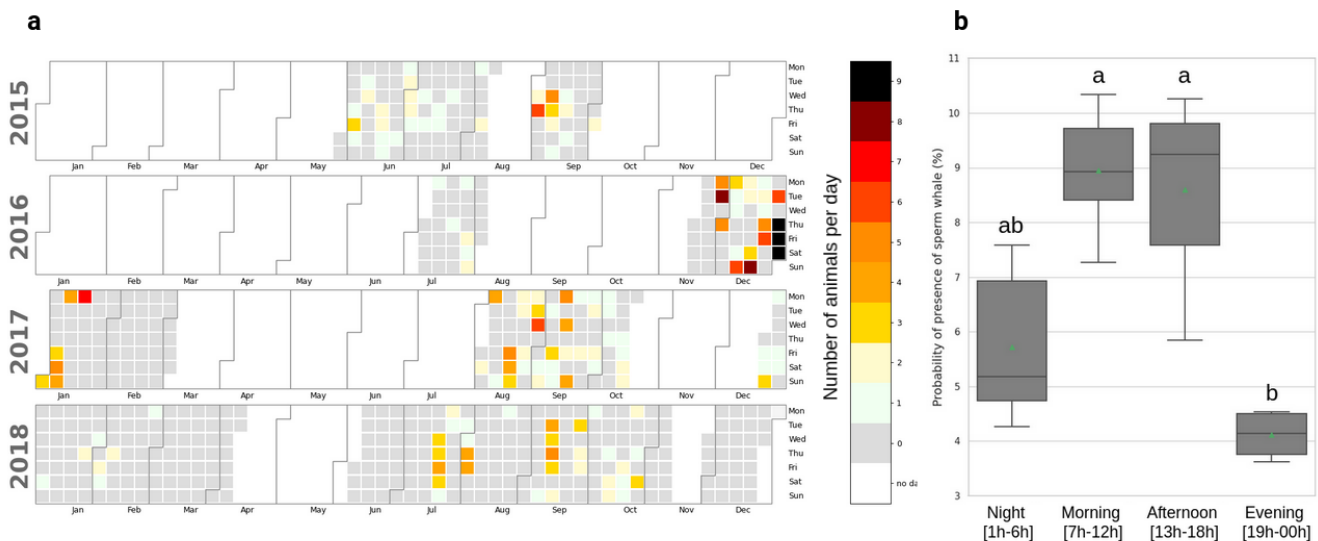 a
2015
Mon
Tue
Wed
Thu
Fri
Sat
Sun
Jan Feb Mar Apr May Jun Jul Aug Sep Oct Nov Dec
2016
Mon
Tue
Wed
Thu
Fri
Sat
Sun
Jan Feb Mar Apr May Jun Jul Aug Sep Oct Nov Dec
2017
Mon
Tue
Wed
Thu
Fri
Sat
Sun
Jan Feb Mar Apr May Jun Jul Aug Sep Oct Nov Dec
2018
Mon
Tue
Wed
Thu
Fri
Sat
Sun
Jan Feb Mar Apr May Jun Jul Aug Sep Oct Nov Dec
Number of animals per day
9
8
7
6
5
4
3
2
1
0
no da
b
Probability of presence of sperm whale (%)
11
10
9
8
7
6
5
4
3
ab
a
a
b
Night Morning Afternoon Evening
[1h-6h] [7h-12h] [13h-18h] [19h-00h]